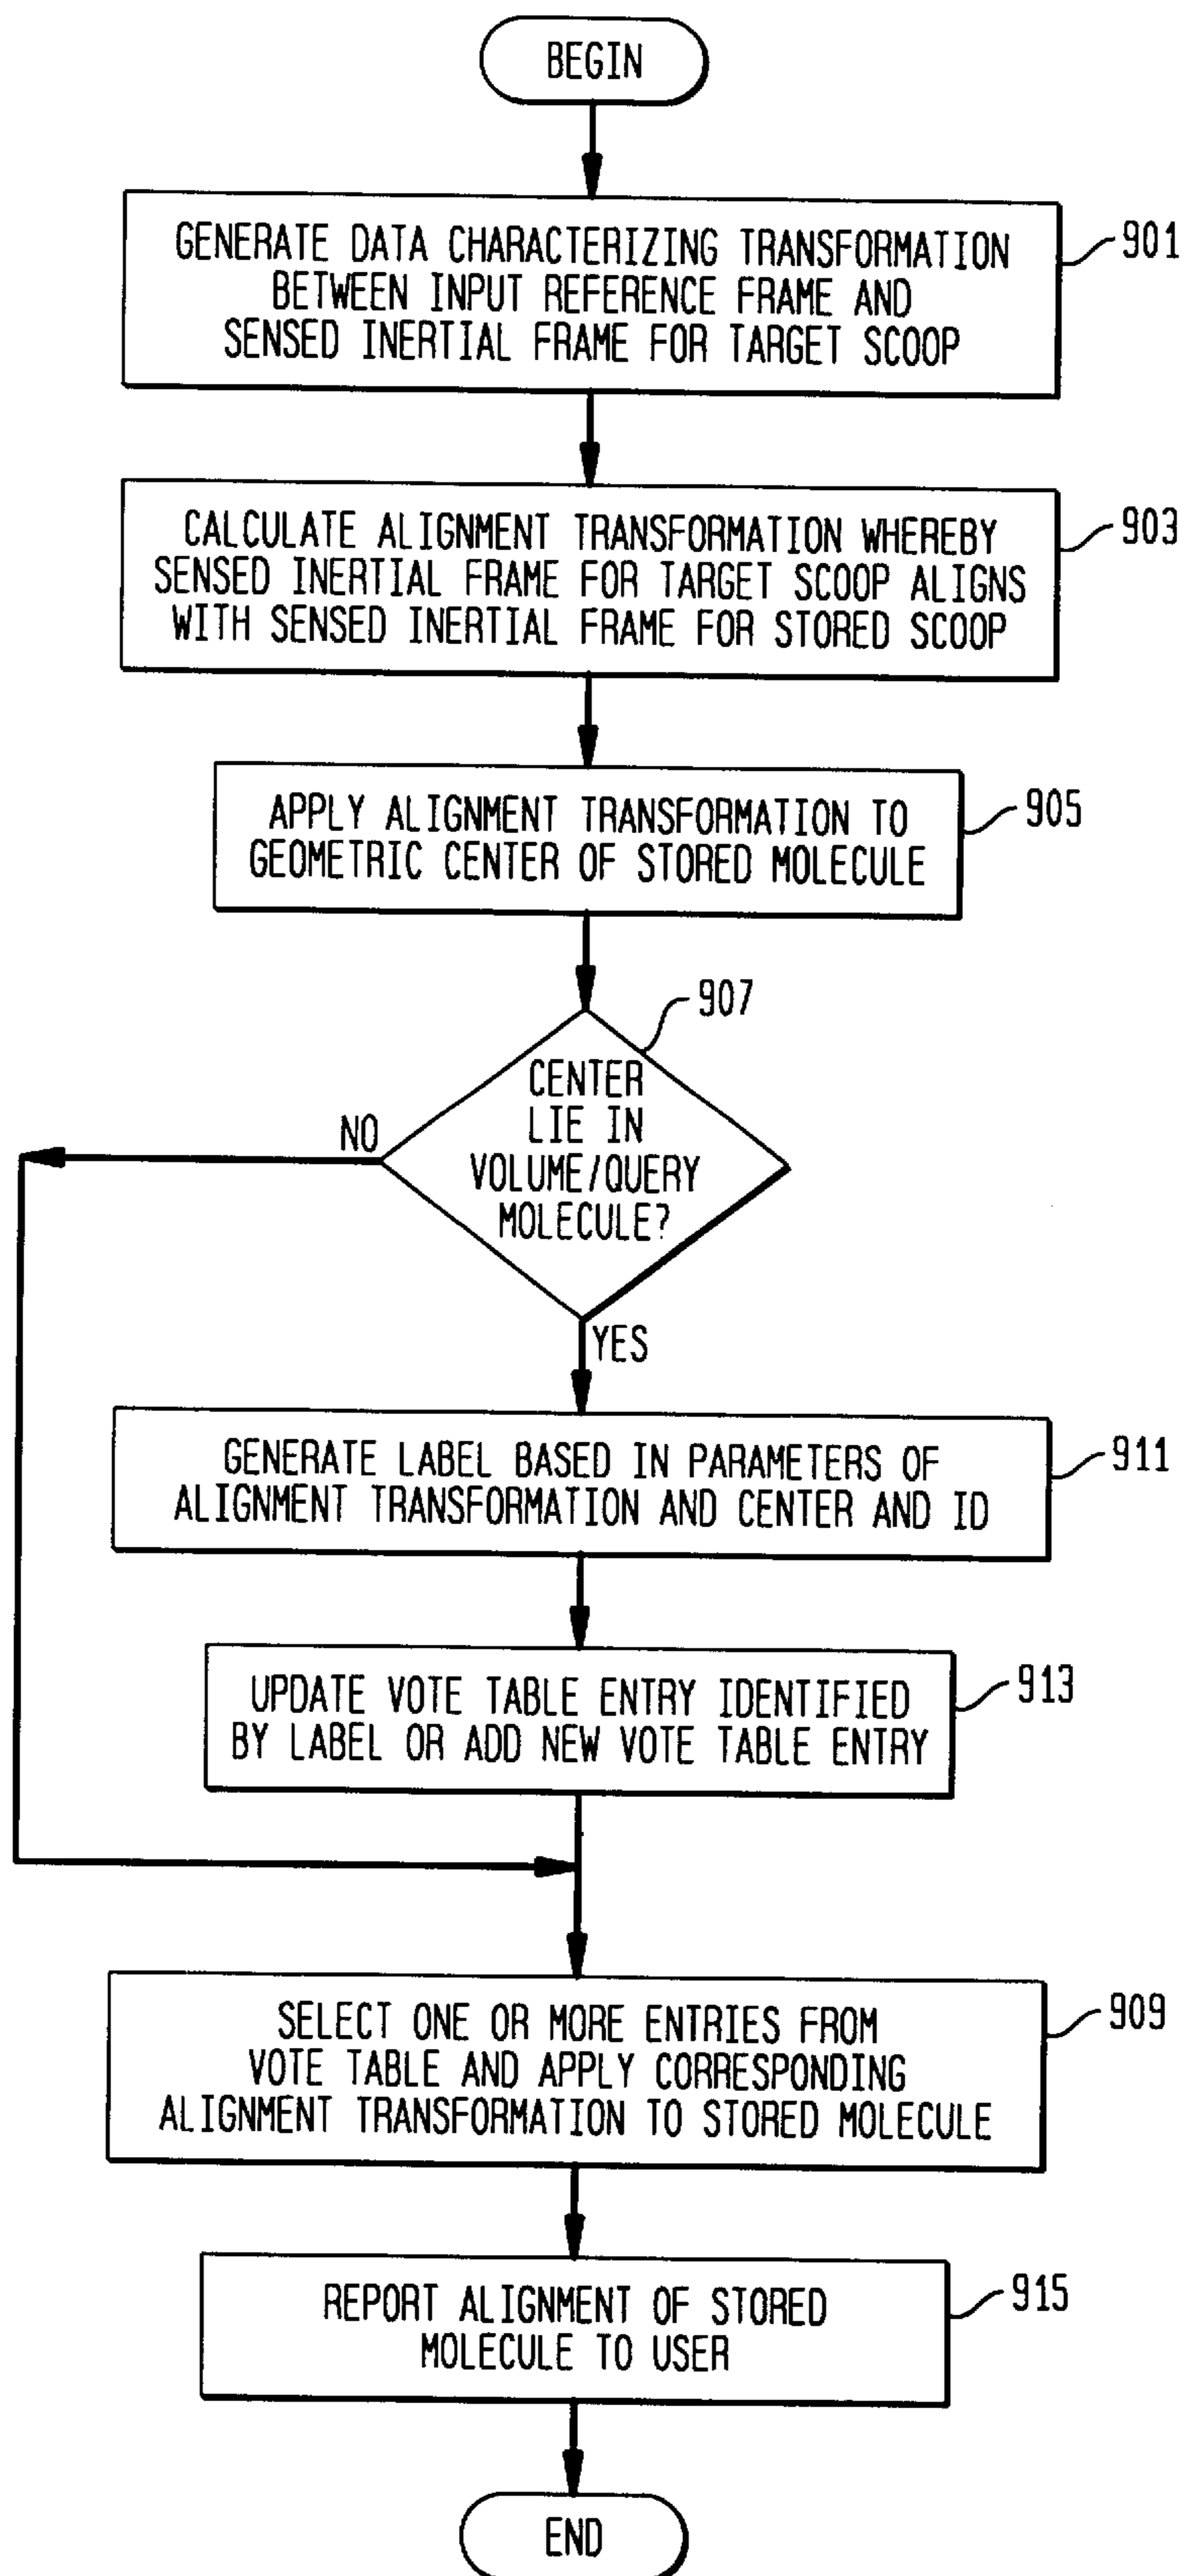 BEGIN
GENERATE DATA CHARACTERIZING TRANSFORMATION
BETWEEN INPUT REFERENCE FRAME AND
SENSED INERTIAL FRAME FOR TARGET SCOOP
901
CALCULATE ALIGNMENT TRANSFORMATION WHEREBY
SENSED INERTIAL FRAME FOR TARGET SCOOP ALIGNS
WITH SENSED INERTIAL FRAME FOR STORED SCOOP
903
APPLY ALIGNMENT TRANSFORMATION TO
GEOMETRIC CENTER OF STORED MOLECULE
905
907
CENTER
LIE IN
VOLUME/QUERY
MOLECULE?
NO
YES
GENERATE LABEL BASED IN PARAMETERS OF
ALIGNMENT TRANSFORMATION AND CENTER AND ID
911
UPDATE VOTE TABLE ENTRY IDENTIFIED
BY LABEL OR ADD NEW VOTE TABLE ENTRY
913
SELECT ONE OR MORE ENTRIES FROM
VOTE TABLE AND APPLY CORRESPONDING
ALIGNMENT TRANSFORMATION TO STORED MOLECULE
909
REPORT ALIGNMENT OF STORED
MOLECULE TO USER
915
END